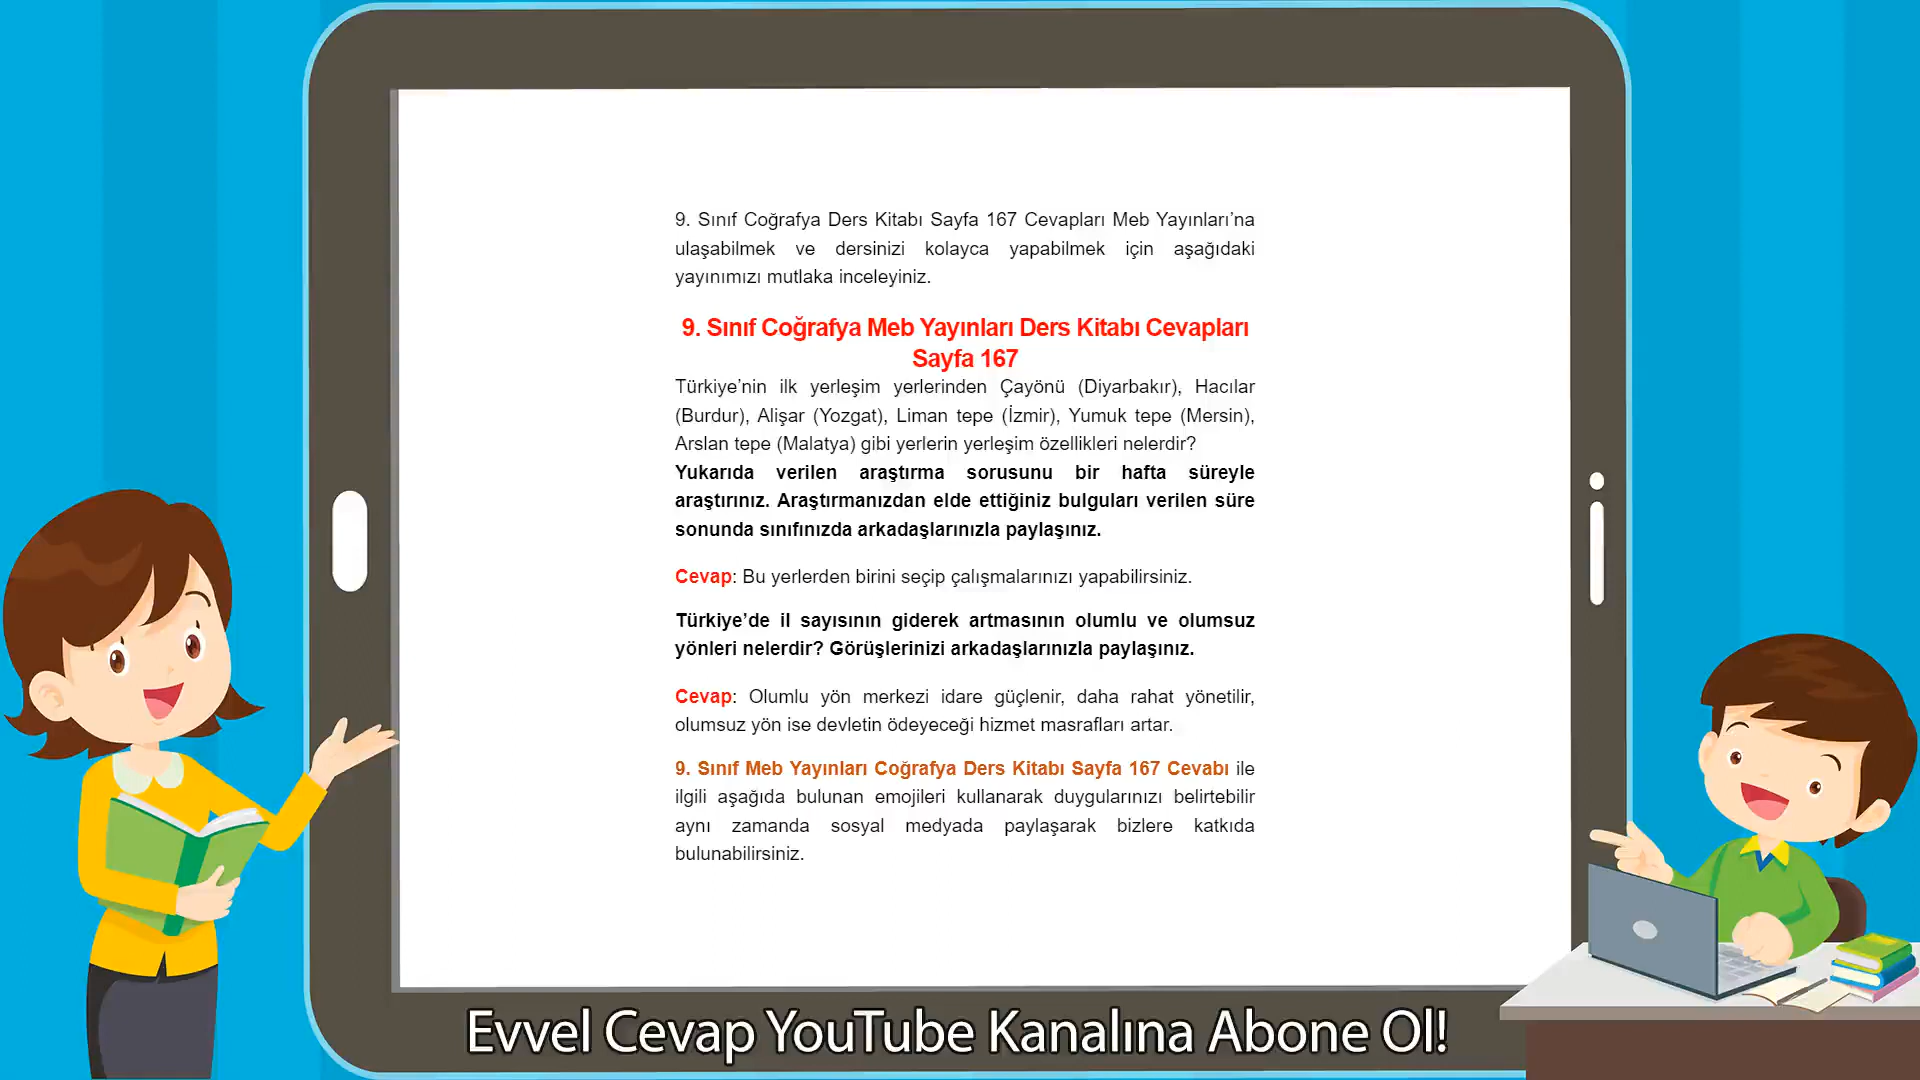 9. Sınıf Coğrafya Ders Kitabı Sayfa 167 Cevapları Meb Yayınları’na
ulaşabilmek ve dersinizi kolayca yapabilmek için aşağıdaki
yayınımızı mutlaka inceleyiniz.
9. Sınıf Coğrafya Meb Yayınları Ders Kitabı Cevapları
Sayfa 167
Türkiye’nin ilk yerleşim yerlerinden Çayönü (Diyarbakır), Hacılar
(Burdur), Alişar (Yozgat), Liman tepe (İzmir), Yumuk tepe (Mersin),
Arslan tepe (Malatya) gibi yerlerin yerleşim özellikleri nelerdir?
Yukarıda verilen araştırma sorusunu bir hafta süreyle
araştırınız. Araştırmanızdan elde ettiğiniz bulguları verilen süre
sonunda sınıfınızda arkadaşlarınızla paylaşınız.
Cevap: Bu yerlerden birini seçip çalışmalarınızı yapabilirsiniz.
Türkiye’de il sayısının giderek artmasının olumlu ve olumsuz
yönleri nelerdir? Görüşlerinizi arkadaşlarınızla paylaşınız.
Cevap: Olumlu yön merkezi idare güçlenir, daha rahat yönetilir,
olumsuz yön ise devletin ödeyeceği hizmet masrafları artar.
9. Sınıf Meb Yayınları Coğrafya Ders Kitabı Sayfa 167 Cevabı ile
ilgili aşağıda bulunan emojileri kullanarak duygularınızı belirtebilir
aynı zamanda sosyal medyada paylaşarak bizlere katkıda
bulunabilirsiniz.
Evvel Cevap YouTube Kanalına Abone Ol!